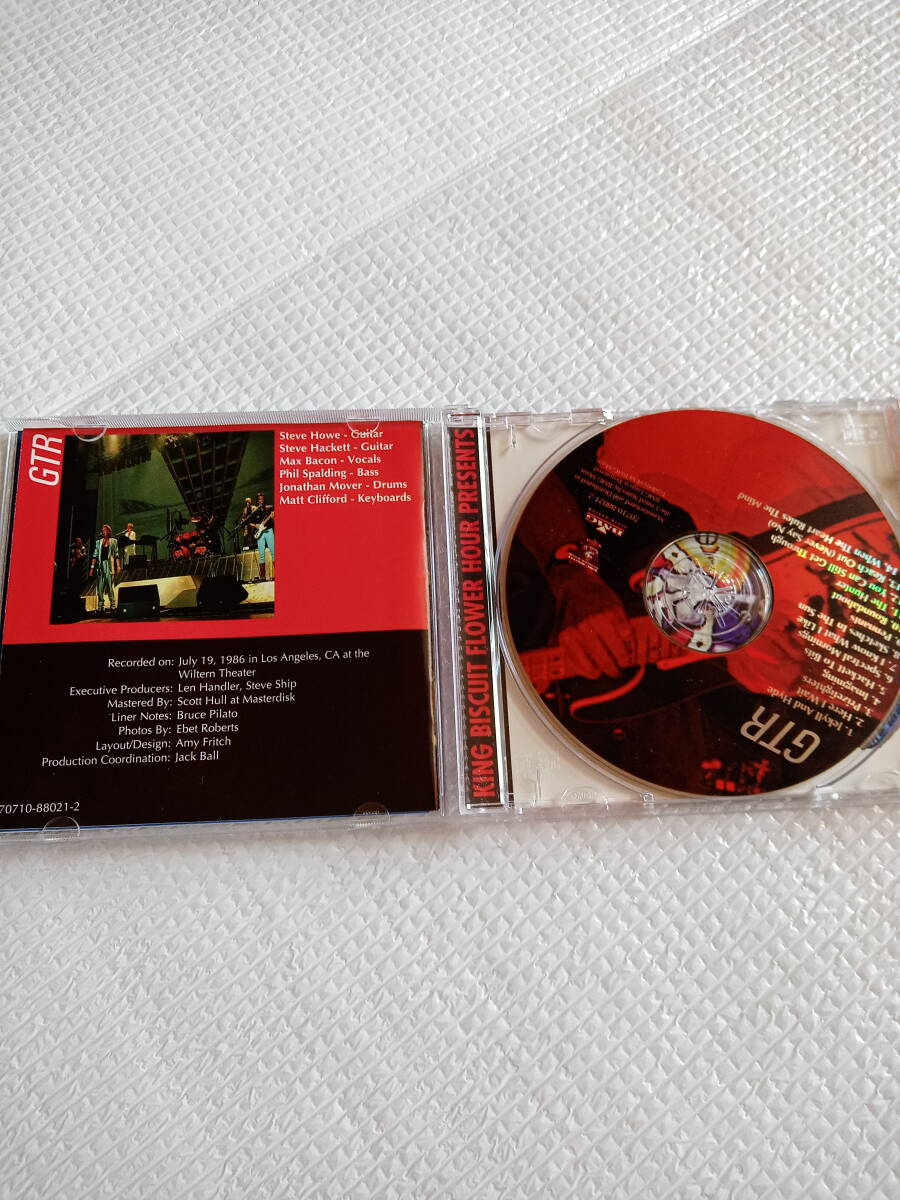 GTR
Steve Howe - Guitar
Steve Hackett - Guitar
Max Bacon - Vocals
Phil Spalding - Bass
Jonathan Mover - Drums
Matt Clifford - Keyboards
Recorded on: July 19, 1986 in Los Angeles, CA at the
Wiltern Theater
Executive Producers: Len Handler, Steve Ship
Mastered By: Scott Hull at Masterdisk
Liner Notes: Bruce Pilato
Photos By: Ebet Roberts
Layout/Design: Amy Fritch
Production Coordination: Jack Ball
70710-88021-2
KING BISCUIT FLOWER HOUR PRESENTS
GTR
1. Jekyll And Hyde
2. Here I Wait
3. Prizefighters
4. Imagining
5. Hackett To Bits
6. Spectral Mornings
7. I Know What I Like
Sketches In The Sun
Pennants
Roundabout
The Hunter
You Can Still Get Through
Reach Out (Never Say No)
14. When The Heart Rules The Mind
70710-88021-2
BMG